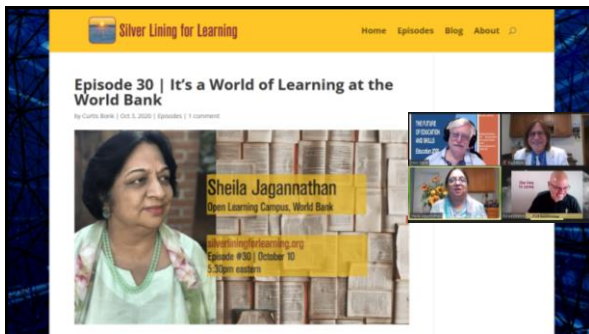 Silver Lining for Learning
Home Episodes Blog About
Episode 30 | It's a World of Learning at the
World Bank
by Curtis Bonk | Oct 3, 2020 | Episodes | 1 comment
THE FUTURE
OF EDUCATION
AND SKILLS
Sheila Jagannathan
Open Learning Campus, World Bank
silverliningforlearning.org
Episode #30 | October 10
5:30pm eastern